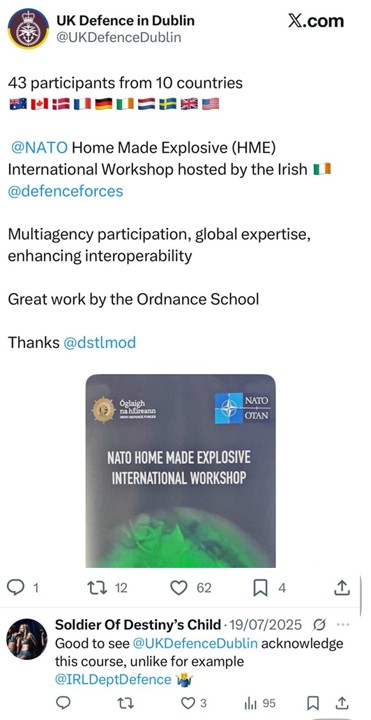 UK Defence in Dublin
X.com
@UKDefenceDublin
43 participants from 10 countries
@NATO Home Made Explosive (HME)
International Workshop hosted by the Irish
@defenceforces
Multiagency participation, global expertise,
enhancing interoperability
Great work by the Ordnance School
Thanks @dstlmod
Óglaigh
na hÉireann
IRISH DEFENCE FORCES
NATO
OTAN
NATO HOME MADE EXPLOSIVE
INTERNATIONAL WORKSHOP
1 12 62 4
Soldier Of Destiny's Child · 19/07/2025
Good to see @UKDefenceDublin acknowledge
this course, unlike for example
@IRLDeptDefence
3 95